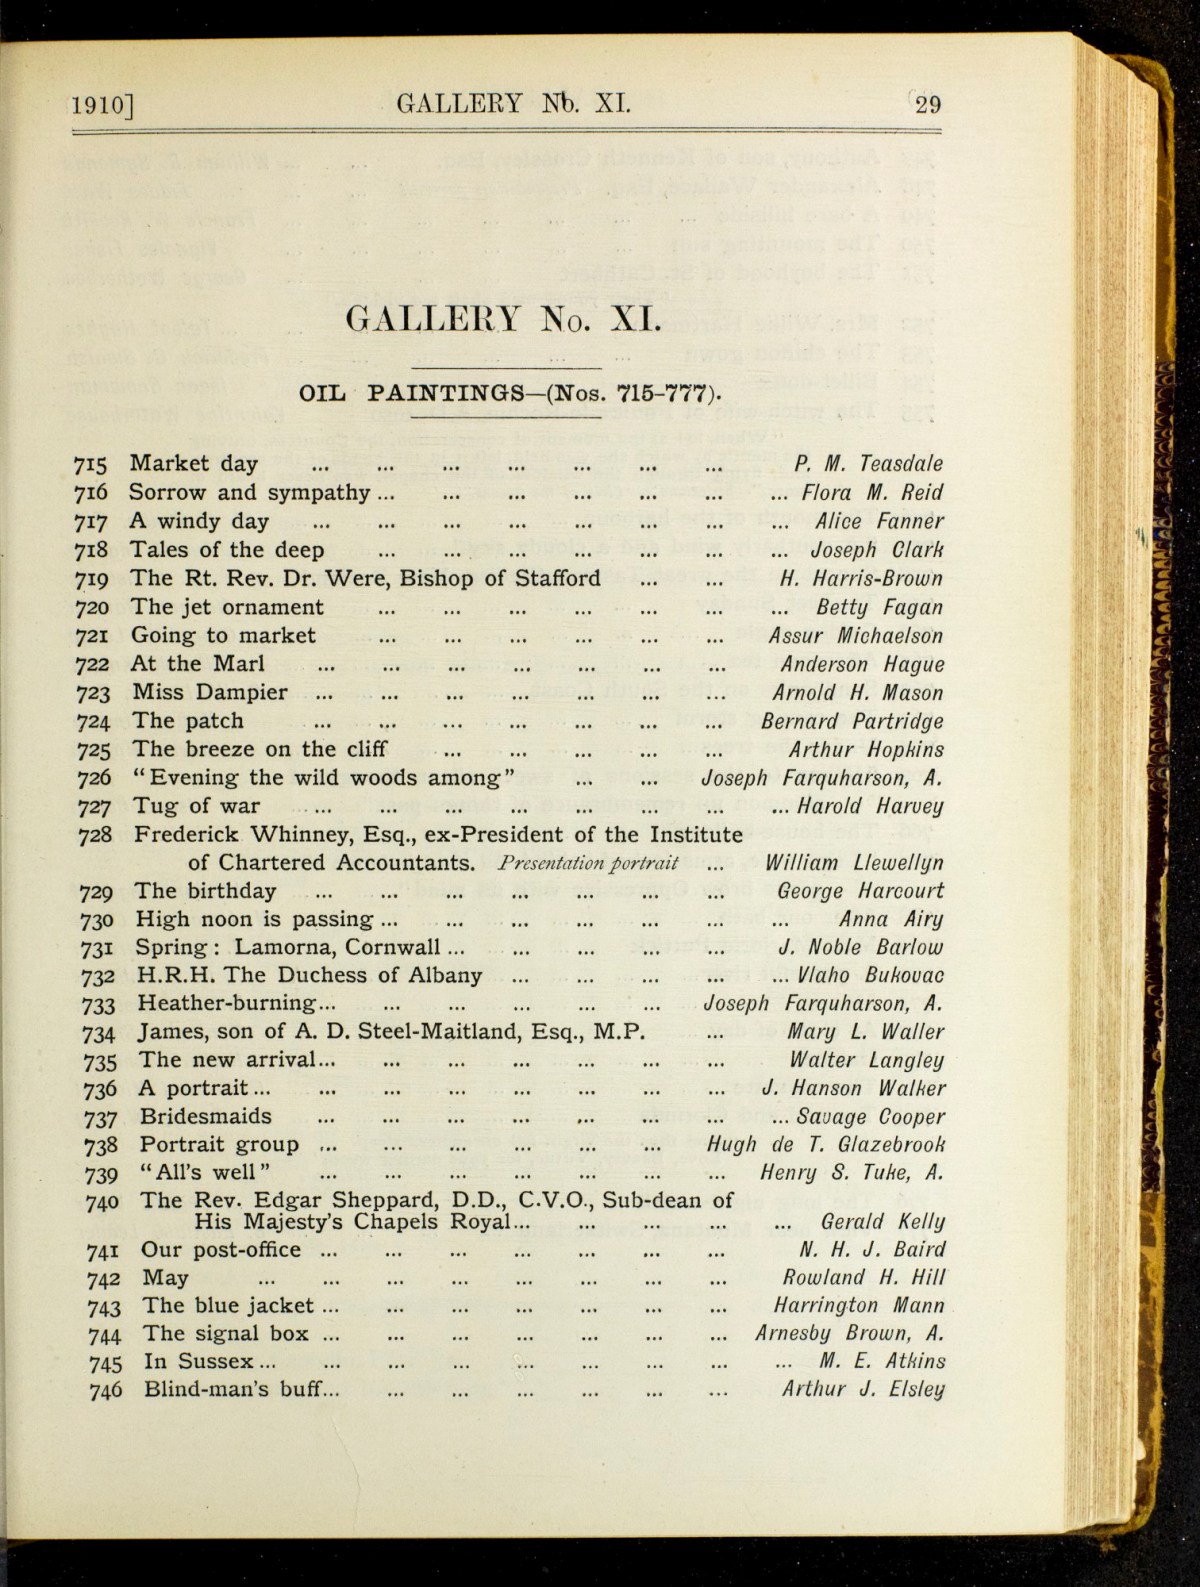 1910] GALLERY No. XI. 29
GALLERY No. XI.
OIL PAINTINGS—(Nos. 715-777).
715 Market day ... ... ... ... ... ... ... P. M. Teasdale
716 Sorrow and sympathy ... ... ... ... ... ... ... Flora M. Reid
717 A windy day ... ... ... ... ... ... ... ... Alice Fanner
718 Tales of the deep ... ... ... ... ... ... ... Joseph Clark
719 The Rt. Rev. Dr. Were, Bishop of Stafford ... ... H. Harris-Brown
720 The jet ornament ... ... ... ... ... ... ... Betty Fagan
721 Going to market ... ... ... ... ... ... Assur Michaelson
722 At the Marl ... ... ... ... ... ... ... Anderson Hague
723 Miss Dampier ... ... ... ... ... ... ... Arnold H. Mason
724 The patch ... ... ... ... ... ... ... Bernard Partridge
725 The breeze on the cliff ... ... ... ... ... Arthur Hopkins
726 "Evening the wild woods among" ... ... Joseph Farquharson, A.
727 Tug of war ... ... ... ... ... ... ... ... Harold Harvey
728 Frederick Whinney, Esq., ex-President of the Institute
of Chartered Accountants. Presentation portrait ... William Llewellyn
729 The birthday ... ... ... ... ... ... ... George Harcourt
730 High noon is passing ... ... ... ... ... ... ... Anna Airy
731 Spring: Lamorna, Cornwall ... ... ... ... ... J. Noble Barlow
732 H.R.H. The Duchess of Albany ... ... ... ... ... Vlaho Bukovac
733 Heather-burning... ... ... ... ... ... Joseph Farquharson, A.
734 James, son of A. D. Steel-Maitland, Esq., M.P. ... Mary L. Waller
735 The new arrival... ... ... ... ... ... ... Walter Langley
736 A portrait ... ... ... ... ... ... ... ... J. Hanson Walker
737 Bridesmaids ... ... ... ... ... ... ... ... Savage Cooper
738 Portrait group ... ... ... ... ... ... Hugh de T. Glazebrook
739 "All's well" ... ... ... ... ... ... ... Henry S. Tuke, A.
740 The Rev. Edgar Sheppard, D.D., C.V.O., Sub-dean of
His Majesty's Chapels Royal... ... ... ... ... Gerald Kelly
741 Our post-office ... ... ... ... ... ... ... N. H. J. Baird
742 May ... ... ... ... ... ... ... ... Rowland H. Hill
743 The blue jacket ... ... ... ... ... ... ... Harrington Mann
744 The signal box ... ... ... ... ... ... ... Arnesby Brown, A.
745 In Sussex ... ... ... ... ... ... ... ... ... M. E. Atkins
746 Blind-man's buff... ... ... ... ... ... ... Arthur J. Elsley